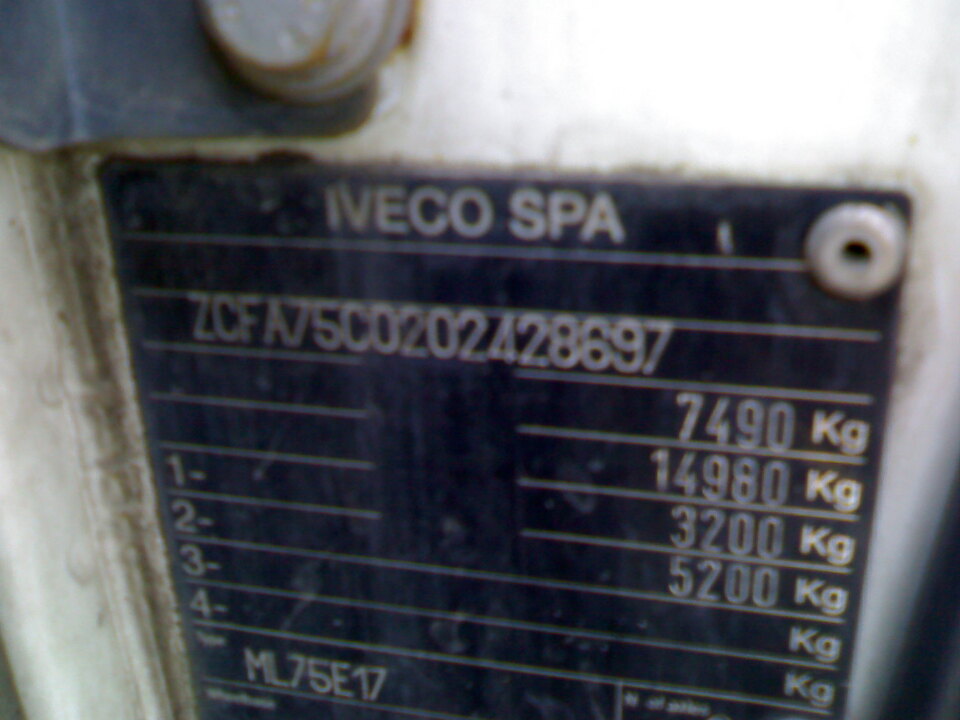 IVECO SPA
ZCFA75C0202428697
7490 Kg
14980 Kg
1- 3200 Kg
2- 5200 Kg
3- Kg
4- Kg
ML75E17